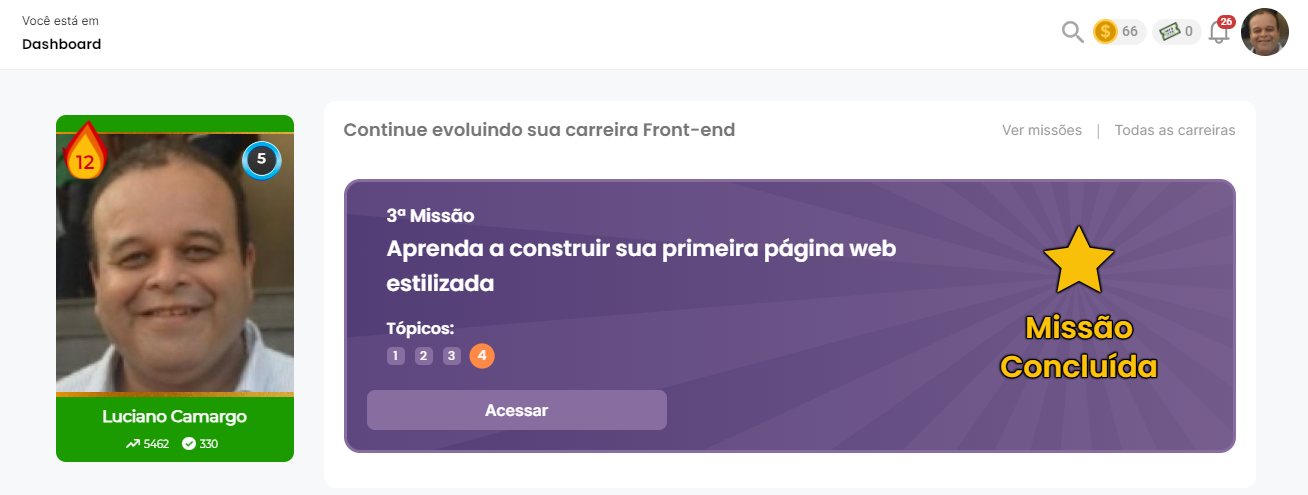 Você está em
Dashboard
66
0
26
12
5
Luciano Camargo
5462 330
Continue evoluindo sua carreira Front-end
Ver missões | Todas as carreiras
3ª Missão
Aprenda a construir sua primeira página web
estilizada
Tópicos:
1 2 3 4
Acessar
Missão
Concluída